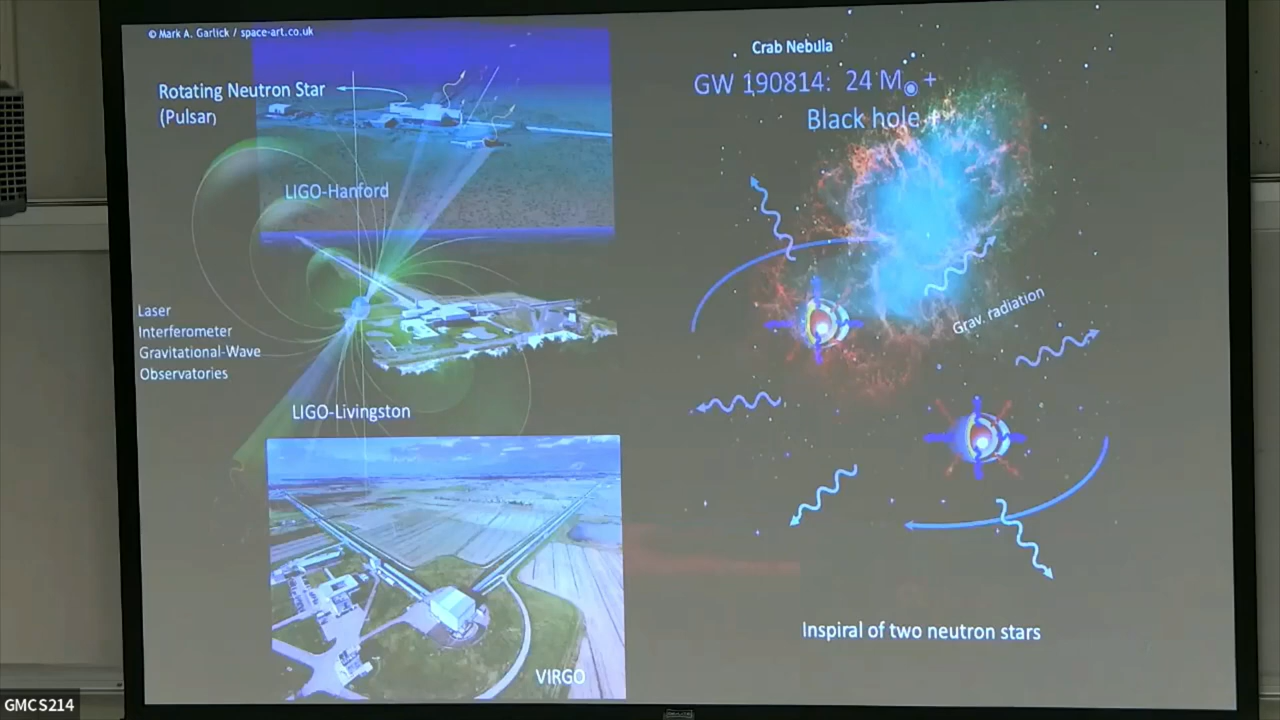 © Mark A. Garlick / space-art.co.uk
Rotating Neutron Star
(Pulsar)
LIGO-Hanford
Laser
Interferometer
Gravitational-Wave
Observatories
LIGO-Livingston
VIRGO
Crab Nebula
GW 190814: 24 M☉ +
Black hole +
Grav. radiation
Inspiral of two neutron stars
GMCS214